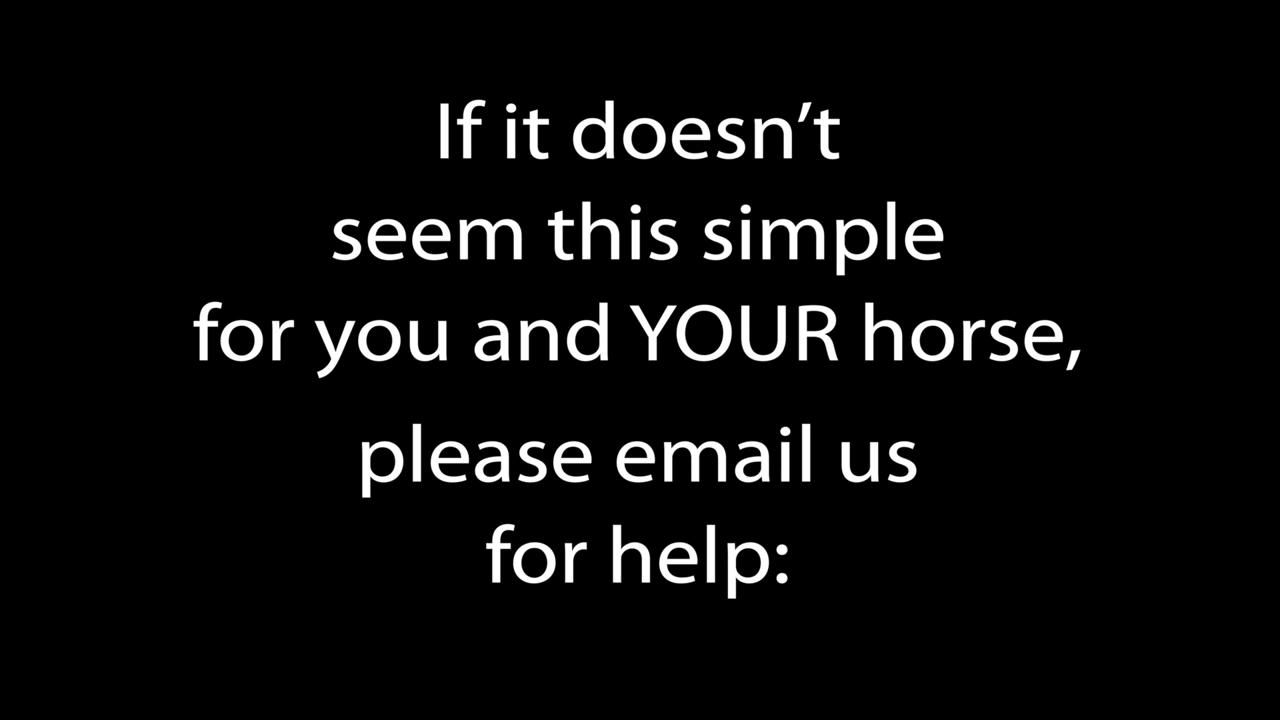 If it doesn’t
seem this simple
for you and YOUR horse,
please email us
for help: